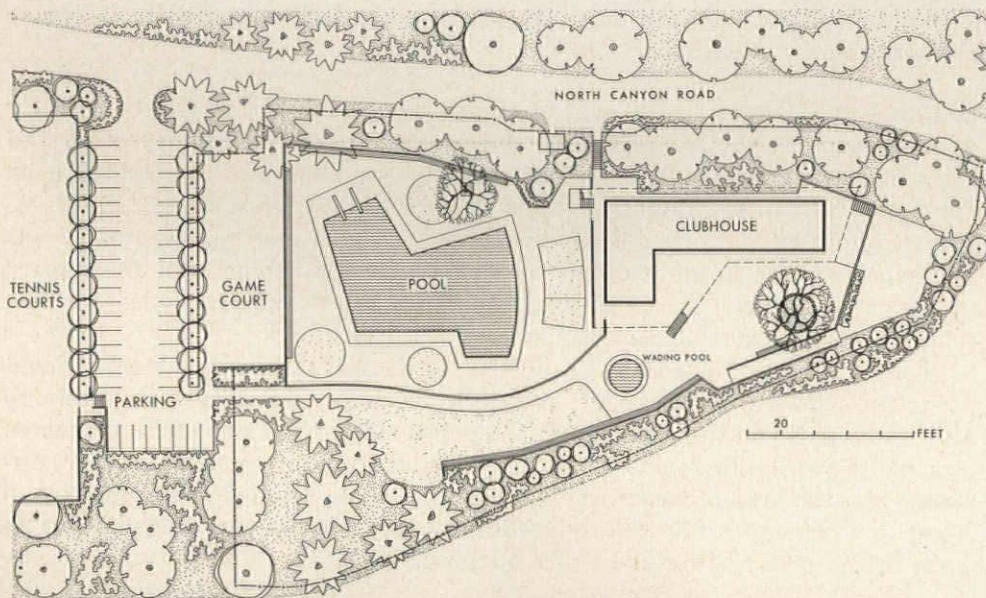 NORTH CANYON ROAD
CLUBHOUSE
TENNIS
COURTS
GAME
COURT
POOL
WADING POOL
PARKING
20
FEET